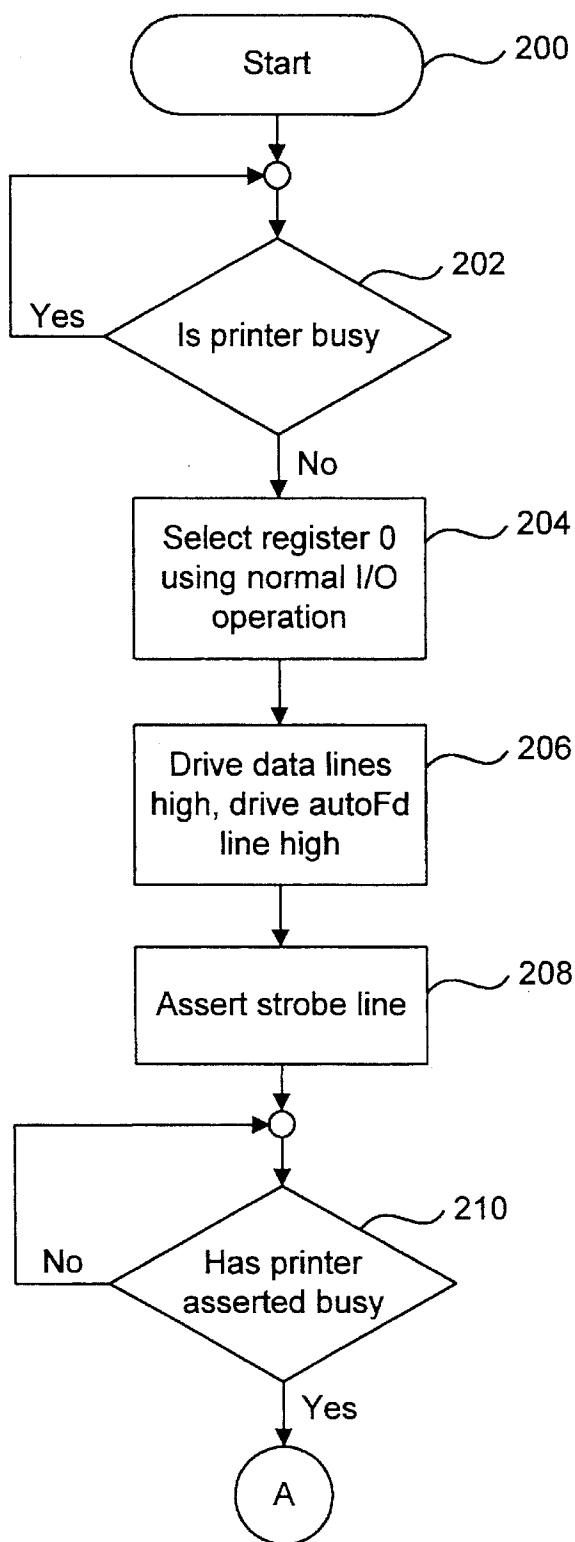 Start
200
202
Yes
Is printer busy
No
204
Select register 0
using normal I/O
operation
206
Drive data lines
high, drive autoFd
line high
208
Assert strobe line
210
No
Has printer
asserted busy
Yes
A